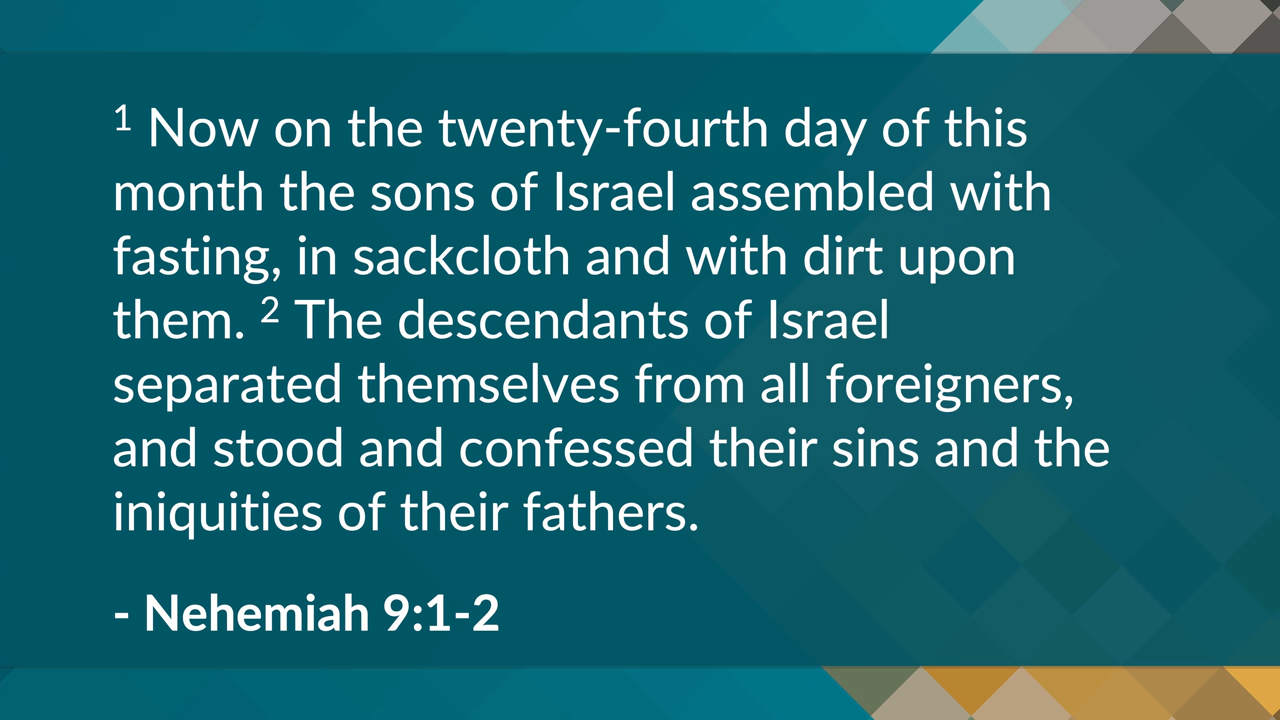 1 Now on the twenty-fourth day of this
month the sons of Israel assembled with
fasting, in sackcloth and with dirt upon
them. 2 The descendants of Israel
separated themselves from all foreigners,
and stood and confessed their sins and the
iniquities of their fathers.
- Nehemiah 9:1-2